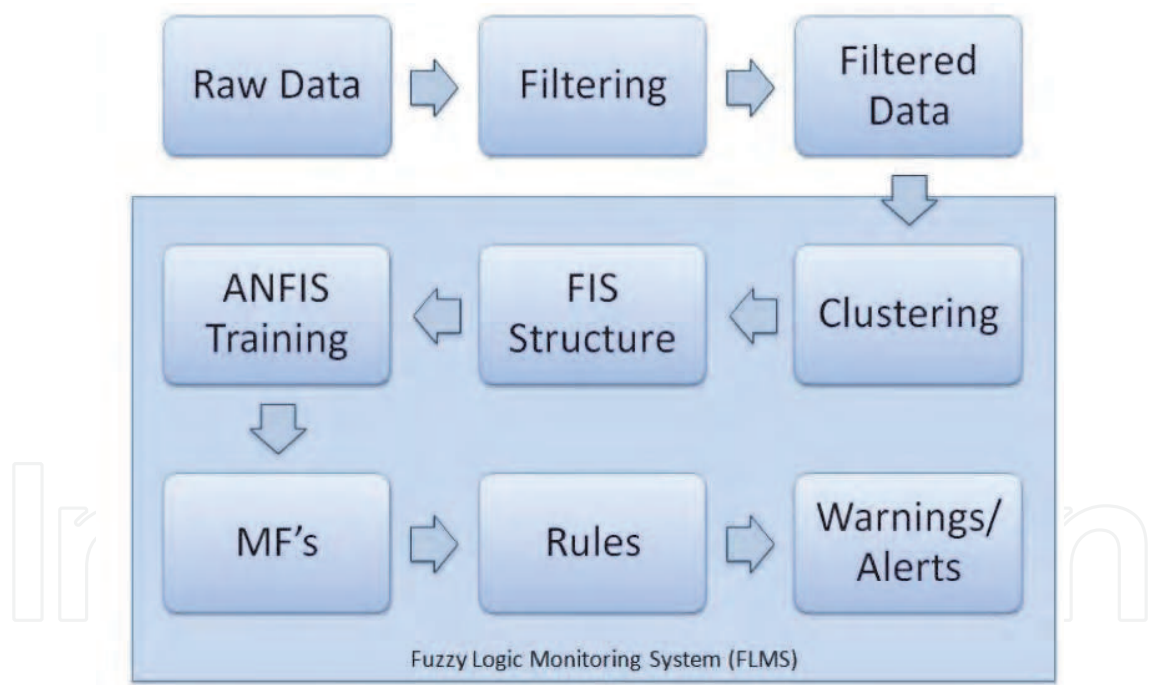 Raw Data
Filtering
Filtered
Data
ANFIS
Training
FIS
Structure
Clustering
MF's
Rules
Warnings/
Alerts
Fuzzy Logic Monitoring System (FLMS)